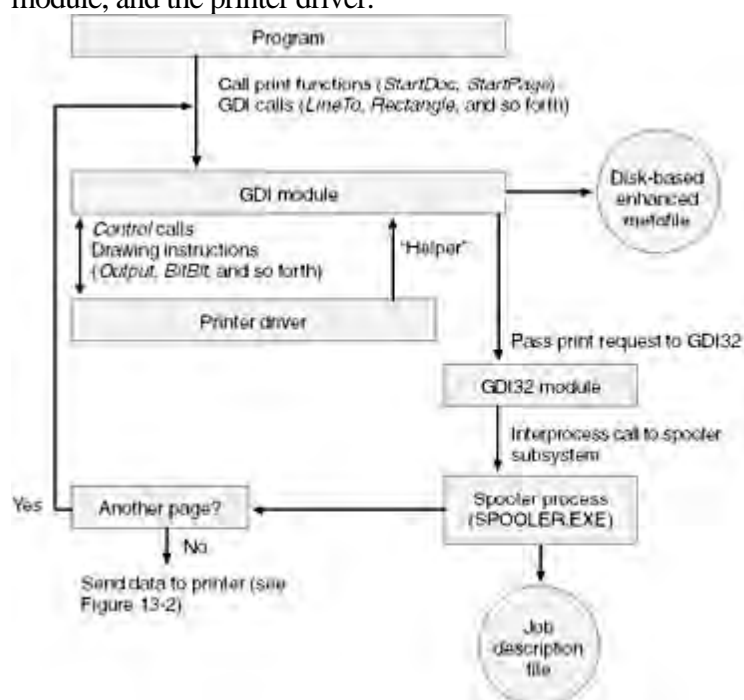 module, and the printer driver.
Program
Call print functions (StartDoc, StartPage)
GDI calls (LineTo, Rectangle, and so forth)
GDI module
Disk-based
enhanced
metafile
Control calls
Drawing instructions
(Output, BitBlt, and so forth)
"Helper"
Printer driver
Pass print request to GDI32
GDI32 module
Interprocess call to spooler
subsystem
Yes
Another page?
Spooler process
(SPOOLER.EXE)
No
Send data to printer (see
Figure 13-2)
Job
description
file